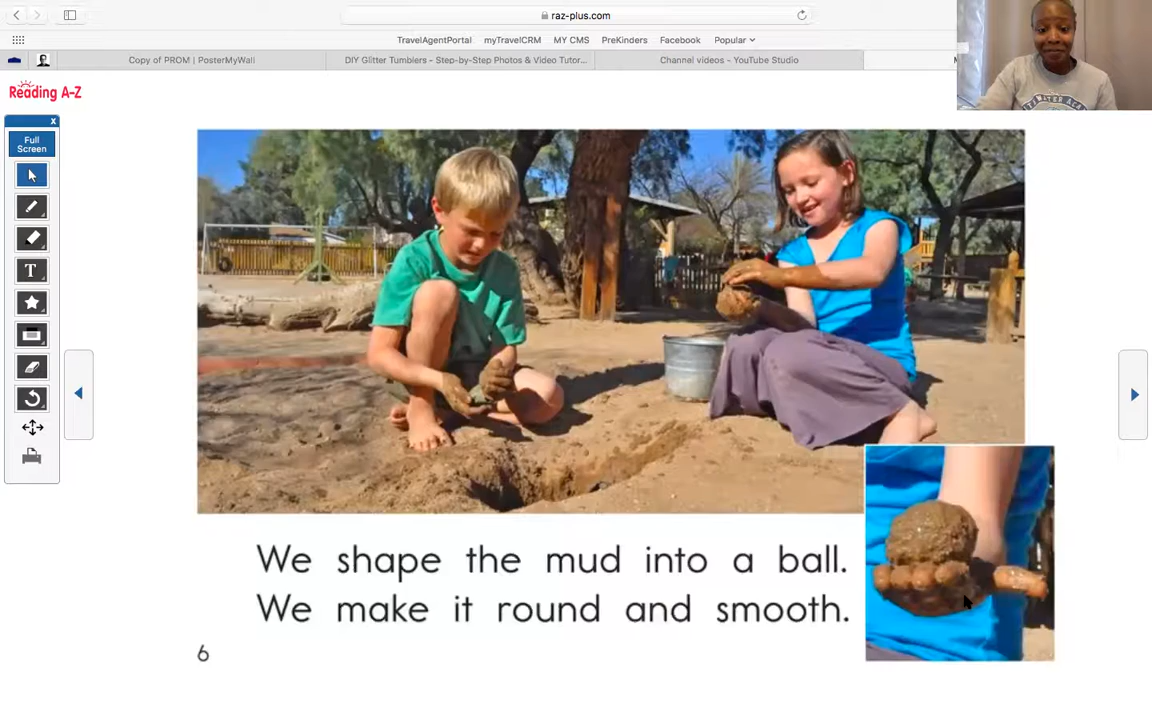 raz-plus.com
TravelAgentPortal myTravelCRM MY CMS PreKinders Facebook Popular
Copy of PROM | PosterMyWall DIY Glitter Tumblers - Step-by-Step Photos & Video Tutor... Channel videos - YouTube Studio
Reading A-Z
x
Full
Screen
T
We shape the mud into a ball.
We make it round and smooth.
6